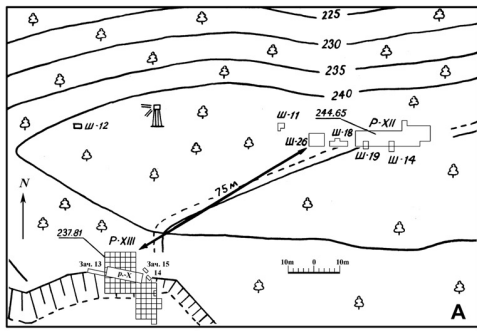 225
230
235
240
Ш-11
244.65
Р-XII
Ш-12
Ш-18
Ш-26
Ш-19
Ш-14
75м
N
237.81
Р-XIII
Зач. 13
Зач. 15
р.-X
14
10m 0 10m
A